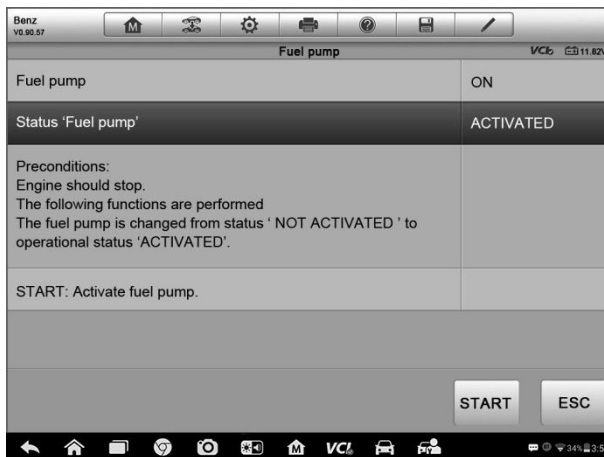 Benz
V0.90.57
Fuel pump
VCI
11.82V
Fuel pump ON
Status 'Fuel pump' ACTIVATED
Preconditions:
Engine should stop.
The following functions are performed
The fuel pump is changed from status ' NOT ACTIVATED ' to
operational status 'ACTIVATED'.
START: Activate fuel pump.
START ESC
VCI
34% 3:5